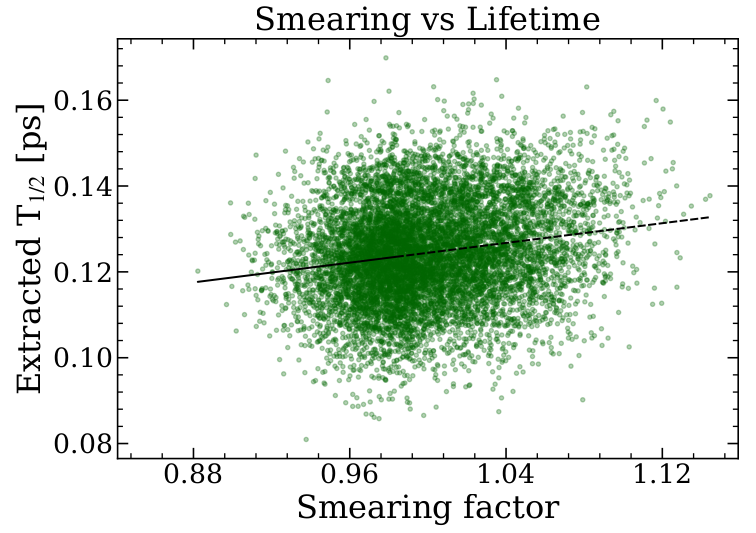 Smearing vs Lifetime
Extracted T1/2 [ps]
0.16
0.14
0.12
0.10
0.08
0.88 0.96 1.04 1.12
Smearing factor